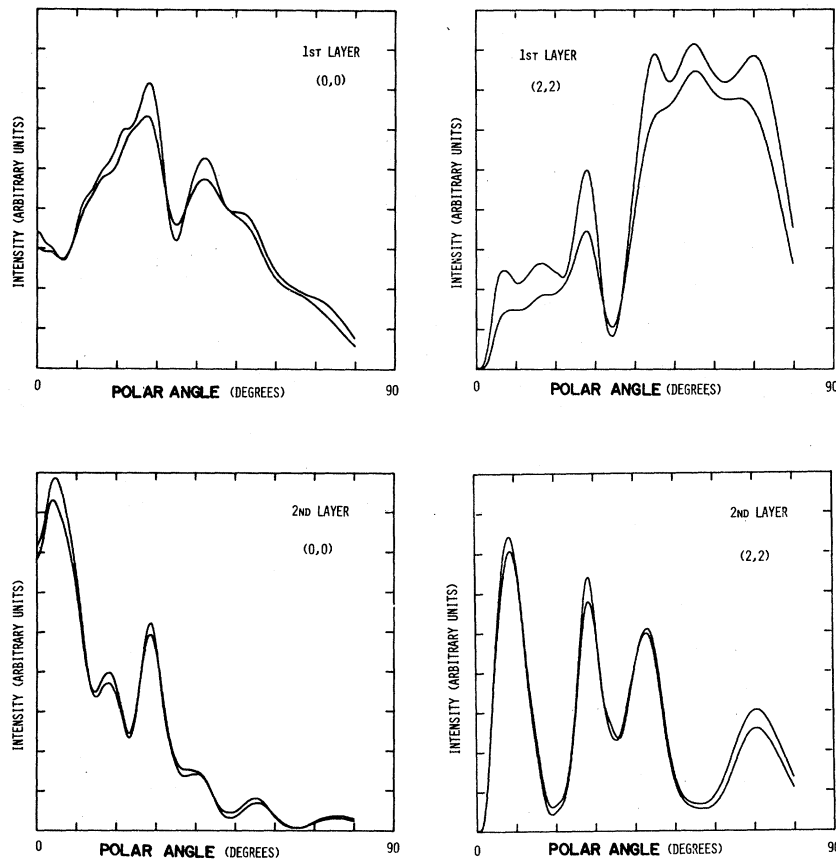 1ST LAYER
(0,0)
INTENSITY (ARBITRARY UNITS)
0
POLAR ANGLE (DEGREES)
90
1ST LAYER
(2,2)
INTENSITY (ARBITRARY UNITS)
0
POLAR ANGLE (DEGREES)
90
2ND LAYER
(0,0)
INTENSITY (ARBITRARY UNITS)
0
POLAR ANGLE (DEGREES)
90
2ND LAYER
(2,2)
INTENSITY (ARBITRARY UNITS)
0
POLAR ANGLE (DEGREES)
90